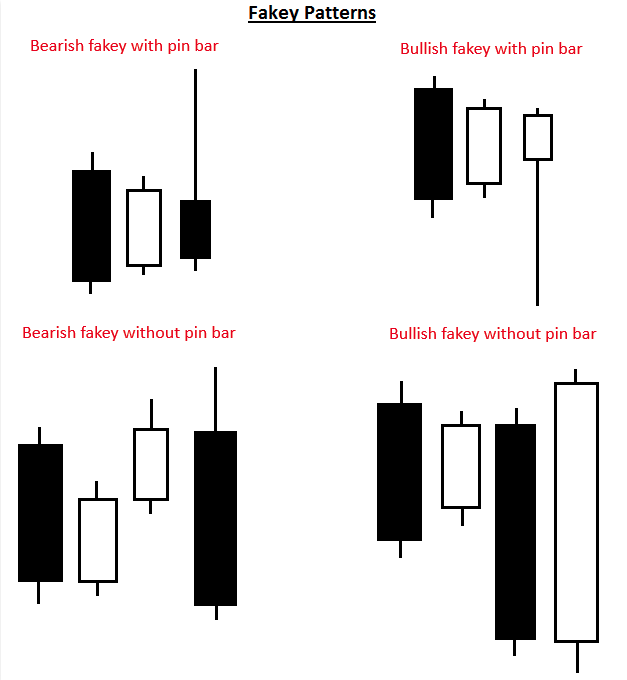 Fakey Patterns
Bearish fakey with pin bar
Bullish fakey with pin bar
Bearish fakey without pin bar
Bullish fakey without pin bar